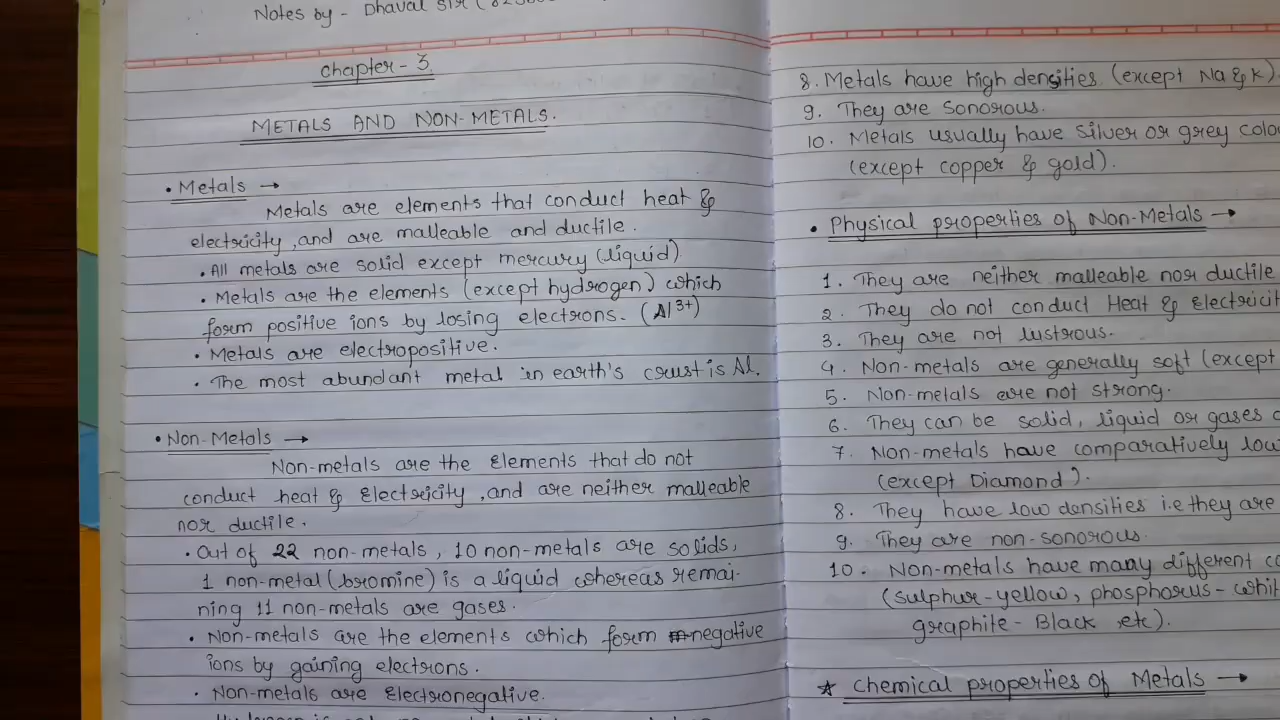 Notes by - Dhaval Sir (
Chapter - 3.
METALS AND NON-METALS.
• Metals →
Metals are elements that conduct heat &
electricity, and are malleable and ductile.
• All metals are solid except mercury (liquid).
• Metals are the elements (except hydrogen) which
form positive ions by losing electrons. (Al³⁺)
• Metals are electropositive.
• The most abundant metal in earth's crust is Al.
• Non-Metals →
Non-metals are the Elements that do not
conduct heat & Electricity, and are neither malleable
nor ductile.
• Out of 22 non-metals, 10 non-metals are solids,
1 non-metal (bromine) is a liquid whereas remai-
ning 11 non-metals are gases.
• Non-metals are the elements which form negative
ions by gaining electrons.
• Non-metals are Electronegative.
8. Metals have high densities (except Na & K).
9. They are Sonorous.
10. Metals usually have silver or grey
(except copper & gold).
• Physical properties of Non-Metals →
1. They are neither malleable nor ductile
2. They do not conduct Heat &
3. They are not lustrous.
4. Non-metals are generally soft (except
5. Non-metals are not strong.
6. They can be solid, liquid or gases
7. Non-metals have comparatively low
(except Diamond).
8. They have low densities i.e they are
9. They are non-sonorous.
10. Non-metals have many different
(sulphur-yellow, phosphorus-
graphite - Black etc).
★ Chemical properties of Metals →